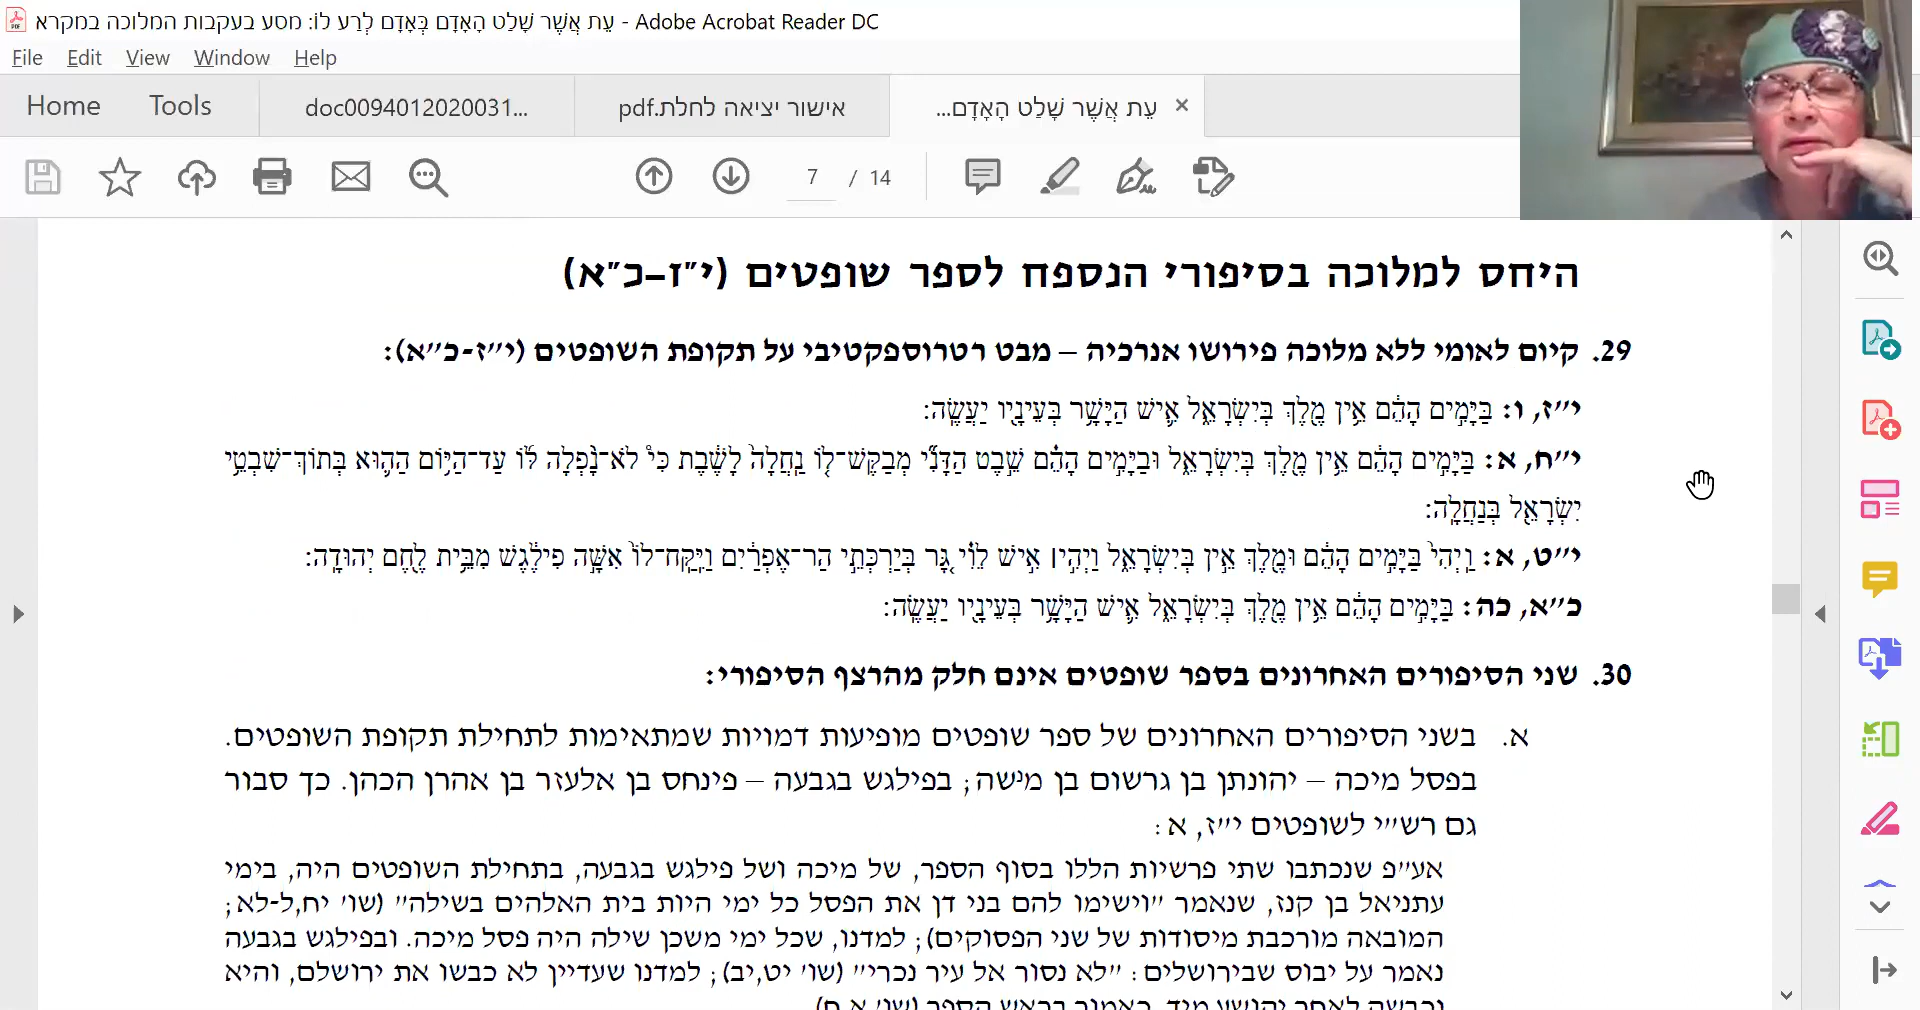 עֵת אֲשֶׁר שָׁלַט הָאָדָם בְּאָדָם לְרַע לוֹ: מסע בעקבות המלוכה במקרא - Adobe Acrobat Reader DC
File Edit View Window Help
Home Tools doc0094012020031... אישור יציאה לחלת.pdf עֵת אֲשֶׁר שָׁלַט הָאָדָם... ×
7 / 14
היחס למלוכה בסיפורי הנספח לספר שופטים (י״ז–כ״א)
29. קיום לאומי ללא מלוכה פירושו אנרכיה – מבט רטרוספקטיבי על תקופת השופטים (י״ז-כ״א):
י״ז, ו: בַּיָּמִ֣ים הָהֵ֔ם אֵ֥ין מֶ֖לֶךְ בְּיִשְׂרָאֵ֑ל אִ֛ישׁ הַיָּשָׁ֥ר בְּעֵינָ֖יו יַעֲשֶֽׂה׃
י״ח, א: בַּיָּמִ֣ים הָהֵ֔ם אֵ֥ין מֶ֖לֶךְ בְּיִשְׂרָאֵ֑ל וּבַיָּמִ֣ים הָהֵ֗ם שֵׁ֣בֶט הַדָּנִ֞י מְבַקֶּשׁ־ל֤וֹ נַֽחֲלָה֙ לָשֶׁ֔בֶת כִּי֩ לֹא־נָ֨פְלָה לּ֜וֹ עַד־הַיּ֥וֹם הַה֛וּא בְּתוֹךְ־שִׁבְטֵ֥י
יִשְׂרָאֵ֖ל בְּנַחֲלָֽה׃
י״ט, א: וַֽיְהִי֙ בַּיָּמִ֣ים הָהֵ֔ם וּמֶ֖לֶךְ אֵ֣ין בְּיִשְׂרָאֵ֑ל וַיְהִ֣י׀ אִ֣ישׁ לֵוִ֗י גָּ֚ר בְּיַרְכְּתֵ֣י הַר־אֶפְרַ֔יִם וַיִּֽקַּֽח־לוֹ֙ אִשָּׁ֣ה פִילֶ֔גֶשׁ מִבֵּ֥ית לֶ֖חֶם יְהוּדָֽה׃
כ״א, כה: בַּיָּמִ֣ים הָהֵ֔ם אֵ֥ין מֶ֖לֶךְ בְּיִשְׂרָאֵ֑ל אִ֛ישׁ הַיָּשָׁ֥ר בְּעֵינָ֖יו יַעֲשֶֽׂה׃
30. שני הסיפורים האחרונים בספר שופטים אינם חלק מהרצף הסיפורי:
א. בשני הסיפורים האחרונים של ספר שופטים מופיעות דמויות שמתאימות לתחילת תקופת השופטים.
בפסל מיכה – יהונתן בן גרשום בן מנשה; בפילגש בגבעה – פינחס בן אלעזר בן אהרן הכהן. כך סבור
גם רש״י לשופטים י״ז, א:
אע״פ שנכתבו שתי פרשיות הללו בסוף הספר, של מיכה ושל פילגש בגבעה, בתחילת השופטים היה, בימי
עתניאל בן קנז, שנאמר ״וישימו להם בני דן את הפסל כל ימי היות בית האלהים בשילה״ (שו׳ יח,ל-לא;
המובאה מורכבת מיסודות של שני הפסוקים); למדנו, שכל ימי משכן שילה היה פסל מיכה. ובפילגש בגבעה
נאמר על יבוס שבירושלים: ״לא נסור אל עיר נכרי״ (שו׳ יט,יב); למדנו שעדיין לא כבשו את ירושלם, והיא
נכבשה לאחר יהושע מיד, כאמור בראש הספר (שו׳ א,ח)